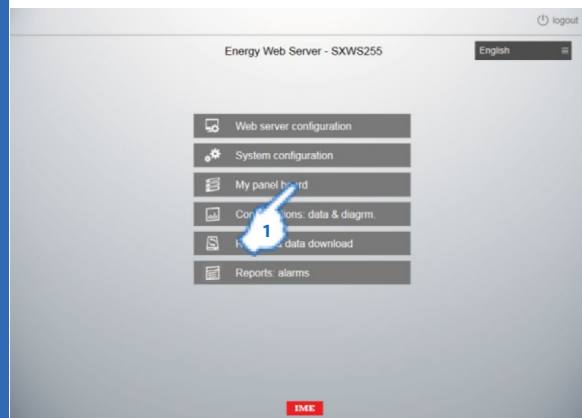 logout
Energy Web Server - SXWS255
English
Web server configuration
System configuration
My panel board
data & diagrm.
1
data download
Reports: alarms
IME